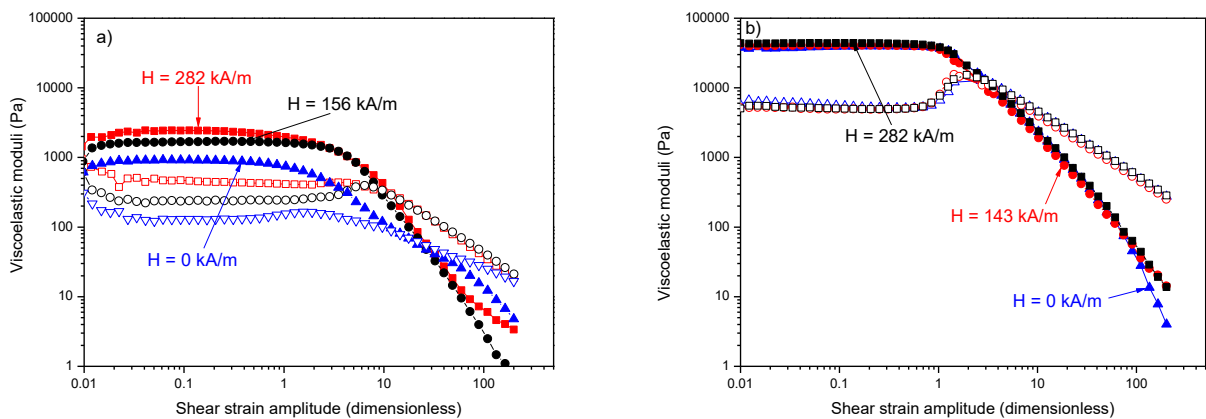 a)
100000
10000
1000
100
10
1
Viscoelastic moduli (Pa)
H = 282 kA/m
H = 156 kA/m
H = 0 kA/m
0.01
0.1
1
10
100
Shear strain amplitude (dimensionless)
b)
100000
10000
1000
100
10
1
Viscoelastic moduli (Pa)
H = 282 kA/m
H = 143 kA/m
H = 0 kA/m
0.01
0.1
1
10
100
Shear strain amplitude (dimensionless)